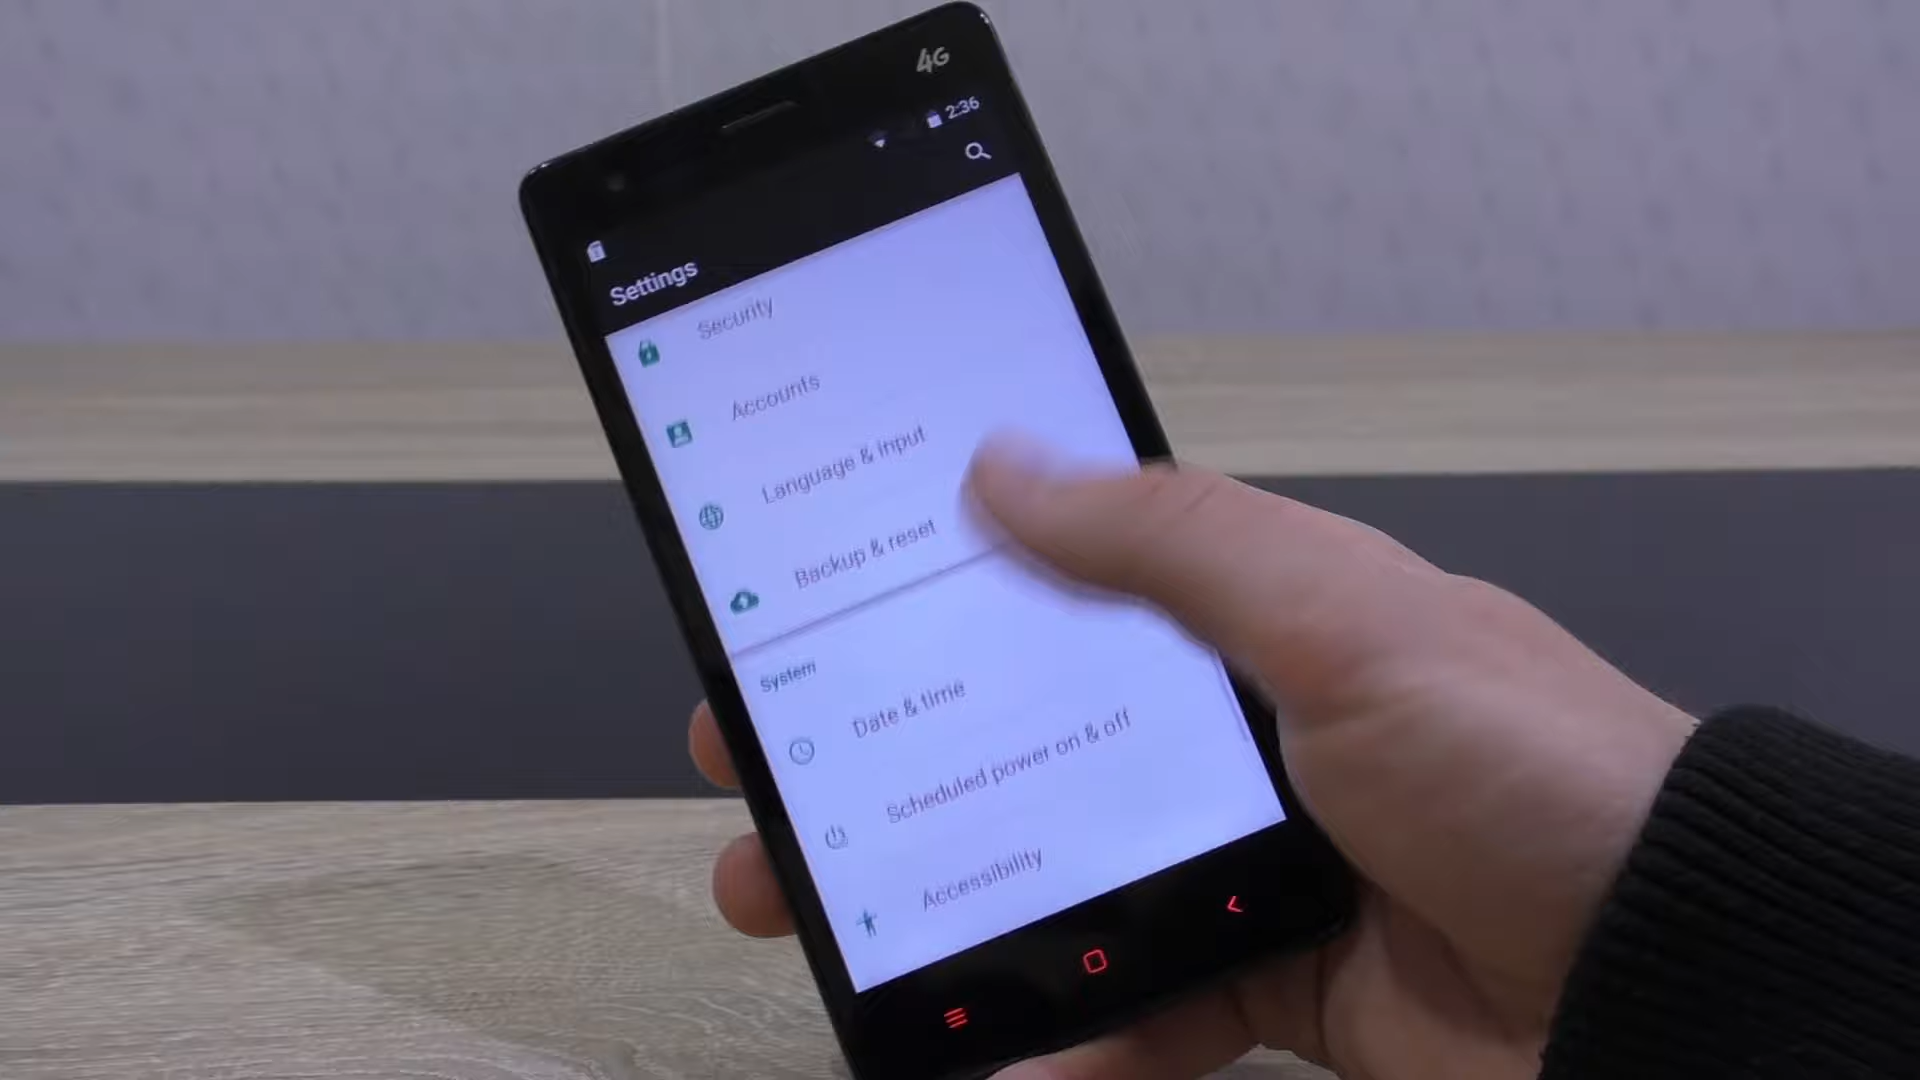 4G
2:36
Settings
Security
Accounts
Language & input
Backup & reset
System
Date & time
Scheduled power on & off
Accessibility